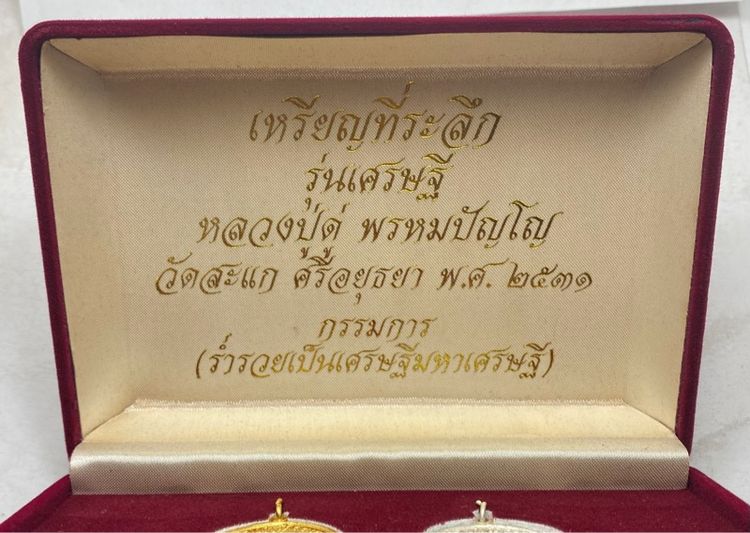 เหรียญที่ระลึก
รุ่นเศรษฐี
หลวงปู่ดู่ พรหมปัญโญ
วัดสะแก ศรีอยุธยา พ.ศ. ๒๕๓๑
กรรมการ
(ร่ำรวยเป็นเศรษฐีมหาเศรษฐี)